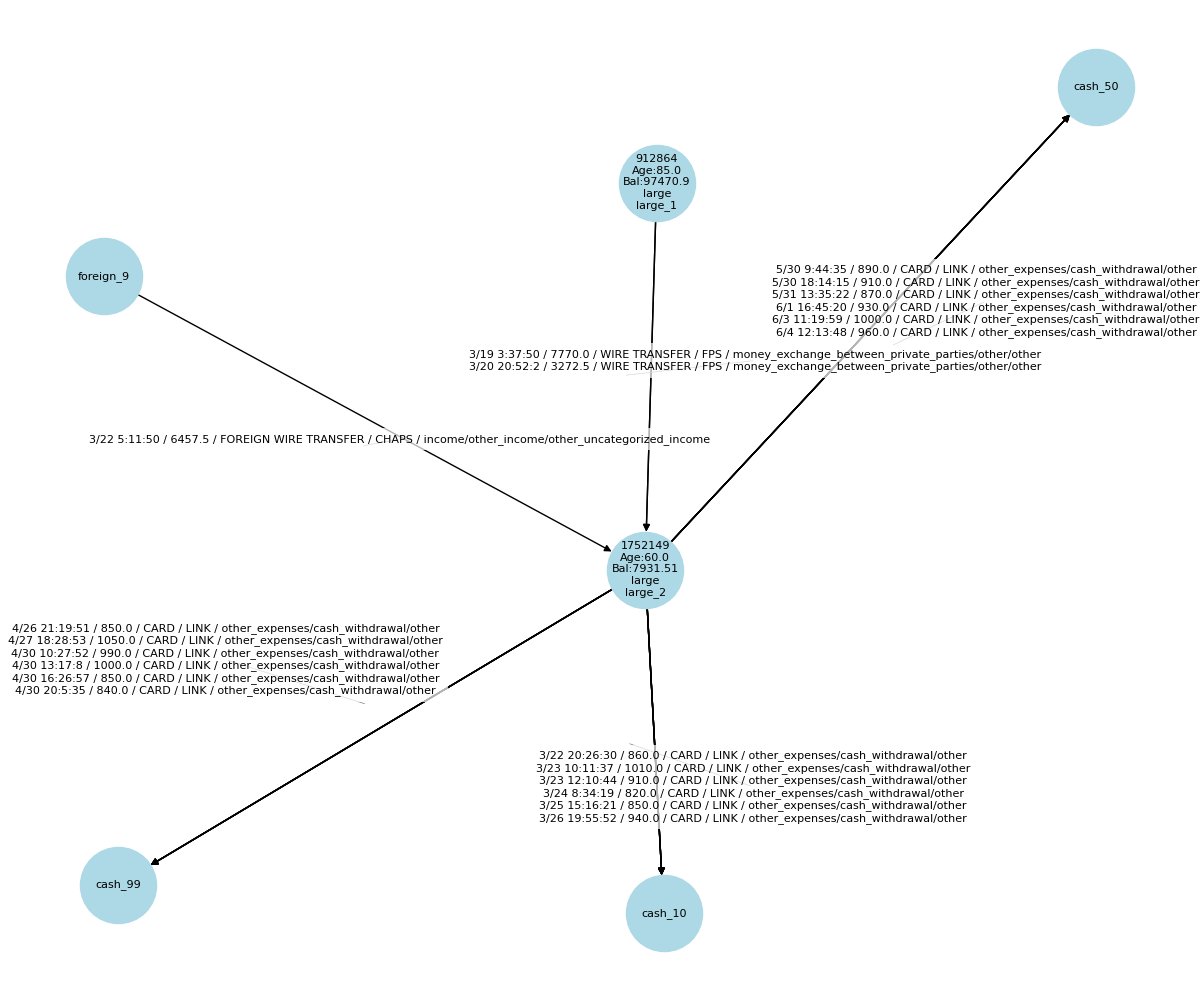 cash_50
912864
Age:85.0
Bal:97470.9
large
large_1
foreign_9
5/30 9:44:35 / 890.0 / CARD / LINK / other_expenses/cash_withdrawal/other
5/30 18:14:15 / 910.0 / CARD / LINK / other_expenses/cash_withdrawal/other
5/31 13:35:22 / 870.0 / CARD / LINK / other_expenses/cash_withdrawal/other
6/1 16:45:20 / 930.0 / CARD / LINK / other_expenses/cash_withdrawal/other
6/3 11:19:59 / 1000.0 / CARD / LINK / other_expenses/cash_withdrawal/other
6/4 12:13:48 / 960.0 / CARD / LINK / other_expenses/cash_withdrawal/other
3/19 3:37:50 / 7770.0 / WIRE TRANSFER / FPS / money_exchange_between_private_parties/other/other
3/20 20:52:2 / 3272.5 / WIRE TRANSFER / FPS / money_exchange_between_private_parties/other/other
3/22 5:11:50 / 6457.5 / FOREIGN WIRE TRANSFER / CHAPS / income/other_income/other_uncategorized_income
1752149
Age:60.0
Bal:7931.51
large
large_2
4/26 21:19:51 / 850.0 / CARD / LINK / other_expenses/cash_withdrawal/other
4/27 18:28:53 / 1050.0 / CARD / LINK / other_expenses/cash_withdrawal/other
4/30 10:27:52 / 990.0 / CARD / LINK / other_expenses/cash_withdrawal/other
4/30 13:17:8 / 1000.0 / CARD / LINK / other_expenses/cash_withdrawal/other
4/30 16:26:57 / 850.0 / CARD / LINK / other_expenses/cash_withdrawal/other
4/30 20:5:35 / 840.0 / CARD / LINK / other_expenses/cash_withdrawal/other
3/22 20:26:30 / 860.0 / CARD / LINK / other_expenses/cash_withdrawal/other
3/23 10:11:37 / 1010.0 / CARD / LINK / other_expenses/cash_withdrawal/other
3/23 12:10:44 / 910.0 / CARD / LINK / other_expenses/cash_withdrawal/other
3/24 8:34:19 / 820.0 / CARD / LINK / other_expenses/cash_withdrawal/other
3/25 15:16:21 / 850.0 / CARD / LINK / other_expenses/cash_withdrawal/other
3/26 19:55:52 / 940.0 / CARD / LINK / other_expenses/cash_withdrawal/other
cash_99
cash_10